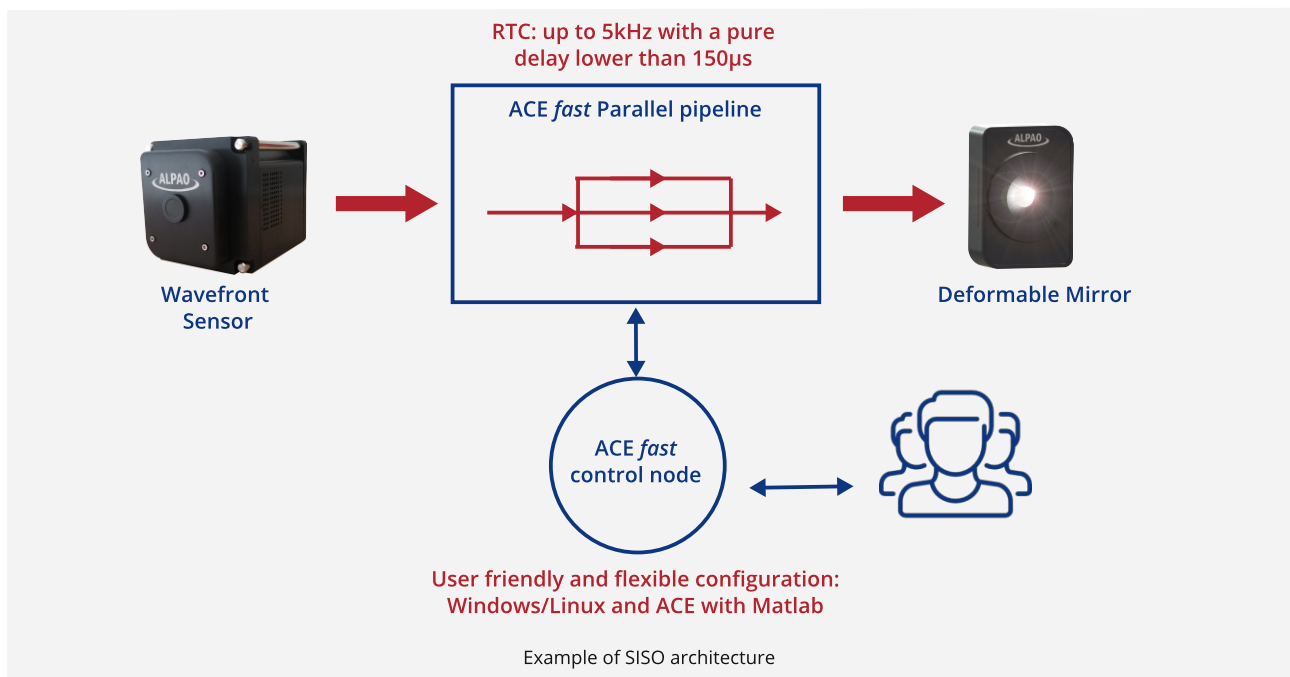 RTC: up to 5kHz with a pure
delay lower than 150µs
ACE fast Parallel pipeline
ALPAO
ALPAO
Wavefront
Sensor
Deformable Mirror
ACE fast
control node
User friendly and flexible configuration:
Windows/Linux and ACE with Matlab
Example of SISO architecture